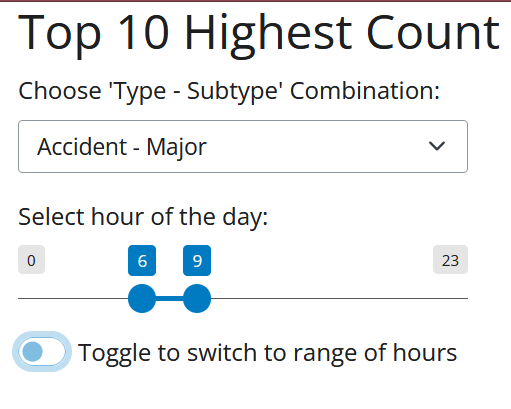 Top 10 Highest Count
Choose 'Type - Subtype' Combination:
Accident - Major
Select hour of the day:
0 6 9 23
Toggle to switch to range of hours